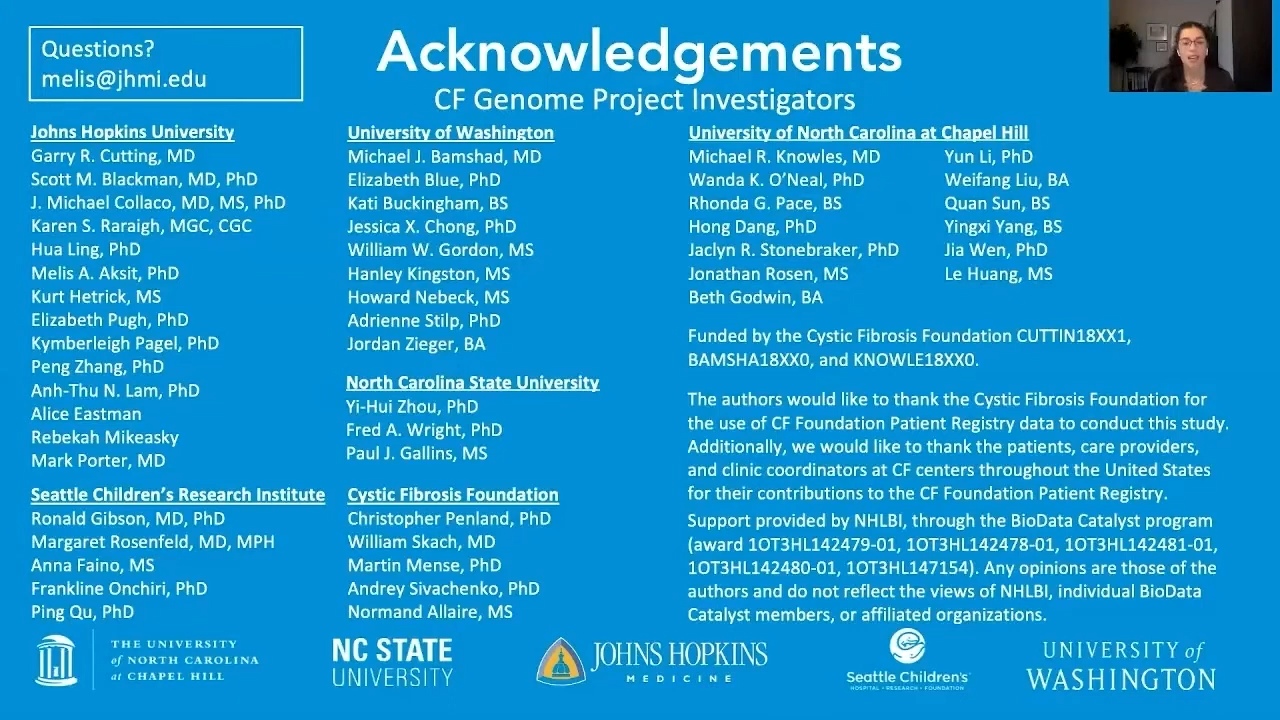 Questions?
melis@jhmi.edu
Acknowledgements
CF Genome Project Investigators
Johns Hopkins University
Garry R. Cutting, MD
Scott M. Blackman, MD, PhD
J. Michael Collaco, MD, MS, PhD
Karen S. Raraigh, MGC, CGC
Hua Ling, PhD
Melis A. Aksit, PhD
Kurt Hetrick, MS
Elizabeth Pugh, PhD
Kymberleigh Pagel, PhD
Peng Zhang, PhD
Anh-Thu N. Lam, PhD
Alice Eastman
Rebekah Mikeasky
Mark Porter, MD
Seattle Children's Research Institute
Ronald Gibson, MD, PhD
Margaret Rosenfeld, MD, MPH
Anna Faino, MS
Frankline Onchiri, PhD
Ping Qu, PhD
University of Washington
Michael J. Bamshad, MD
Elizabeth Blue, PhD
Kati Buckingham, BS
Jessica X. Chong, PhD
William W. Gordon, MS
Hanley Kingston, MS
Howard Nebeck, MS
Adrienne Stilp, PhD
Jordan Zieger, BA
North Carolina State University
Yi-Hui Zhou, PhD
Fred A. Wright, PhD
Paul J. Gallins, MS
Cystic Fibrosis Foundation
Christopher Penland, PhD
William Skach, MD
Martin Mense, PhD
Andrey Sivachenko, PhD
Normand Allaire, MS
University of North Carolina at Chapel Hill
Michael R. Knowles, MD
Wanda K. O'Neal, PhD
Rhonda G. Pace, BS
Hong Dang, PhD
Jaclyn R. Stonebraker, PhD
Jonathan Rosen, MS
Beth Godwin, BA
Yun Li, PhD
Weifang Liu, BA
Quan Sun, BS
Yingxi Yang, BS
Jia Wen, PhD
Le Huang, MS
Funded by the Cystic Fibrosis Foundation CUTTIN18XX1,
BAMSHA18XX0, and KNOWLE18XX0.
The authors would like to thank the Cystic Fibrosis Foundation for
the use of CF Foundation Patient Registry data to conduct this study.
Additionally, we would like to thank the patients, care providers,
and clinic coordinators at CF centers throughout the United States
for their contributions to the CF Foundation Patient Registry.
Support provided by NHLBI, through the BioData Catalyst program
(award 1OT3HL142479-01, 1OT3HL142478-01, 1OT3HL142481-01,
1OT3HL142480-01, 1OT3HL147154). Any opinions are those of the
authors and do not reflect the views of NHLBI, individual BioData
Catalyst members, or affiliated organizations.
THE UNIVERSITY
of NORTH CAROLINA
at CHAPEL HILL
NC STATE
UNIVERSITY
JOHNS HOPKINS
MEDICINE
Seattle Children's
HOSPITAL • RESEARCH • FOUNDATION
UNIVERSITY of
WASHINGTON